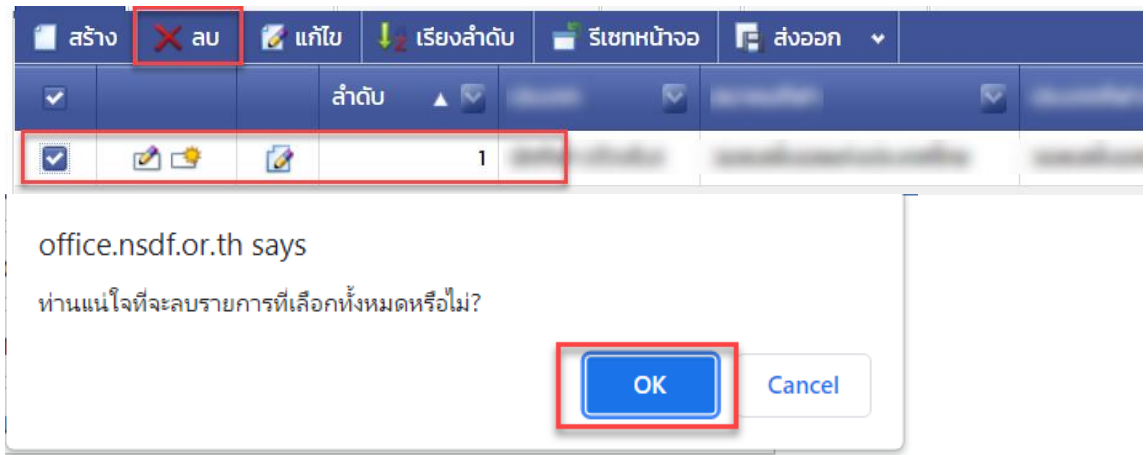 สร้าง ลบ แก้ไข เรียงลำดับ รีเซทหน้าจอ ส่งออก
ลำดับ
1
office.nsdf.or.th says
ท่านแน่ใจที่จะลบรายการที่เลือกทั้งหมดหรือไม่?
OK Cancel